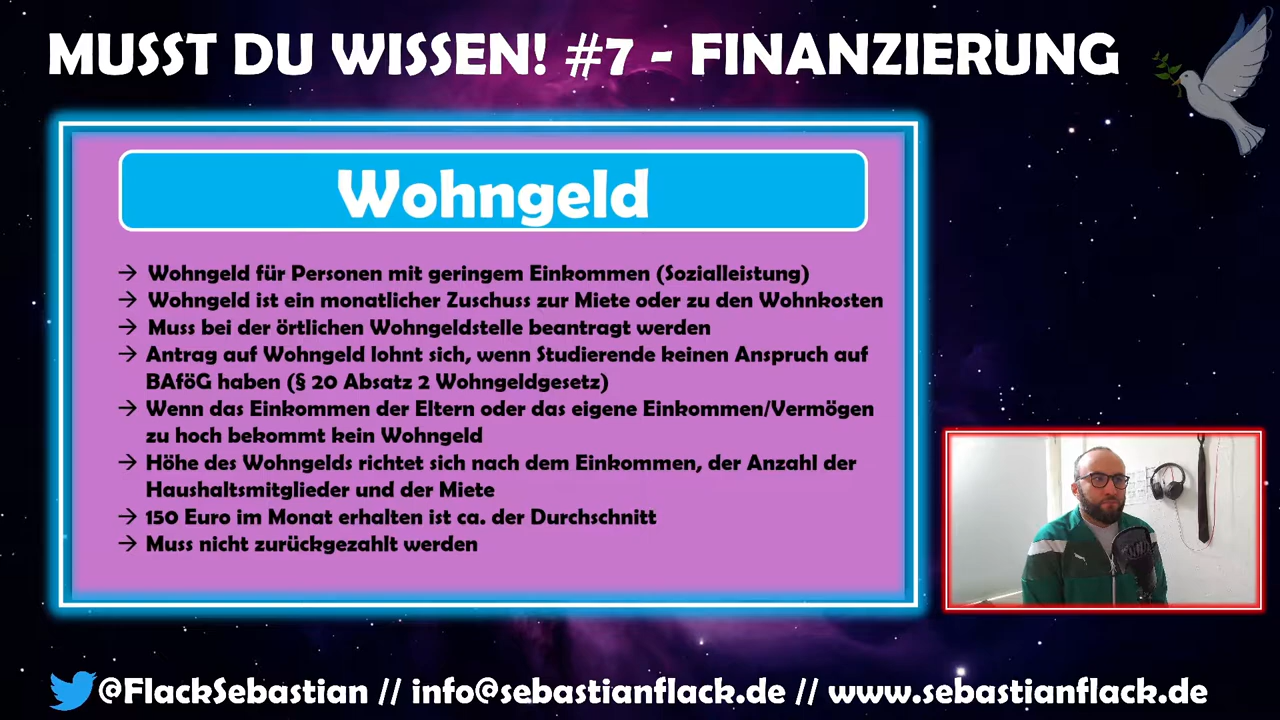 MUSST DU WISSEN! #7 - FINANZIERUNG
Wohngeld
→ Wohngeld für Personen mit geringem Einkommen (Sozialleistung)
→ Wohngeld ist ein monatlicher Zuschuss zur Miete oder zu den Wohnkosten
→ Muss bei der örtlichen Wohngeldstelle beantragt werden
→ Antrag auf Wohngeld lohnt sich, wenn Studierende keinen Anspruch auf
BAföG haben (§ 20 Absatz 2 Wohngeldgesetz)
→ Wenn das Einkommen der Eltern oder das eigene Einkommen/Vermögen
zu hoch bekommt kein Wohngeld
→ Höhe des Wohngelds richtet sich nach dem Einkommen, der Anzahl der
Haushaltsmitglieder und der Miete
→ 150 Euro im Monat erhalten ist ca. der Durchschnitt
→ Muss nicht zurückgezahlt werden
@FlackSebastian // info@sebastianflack.de // www.sebastianflack.de